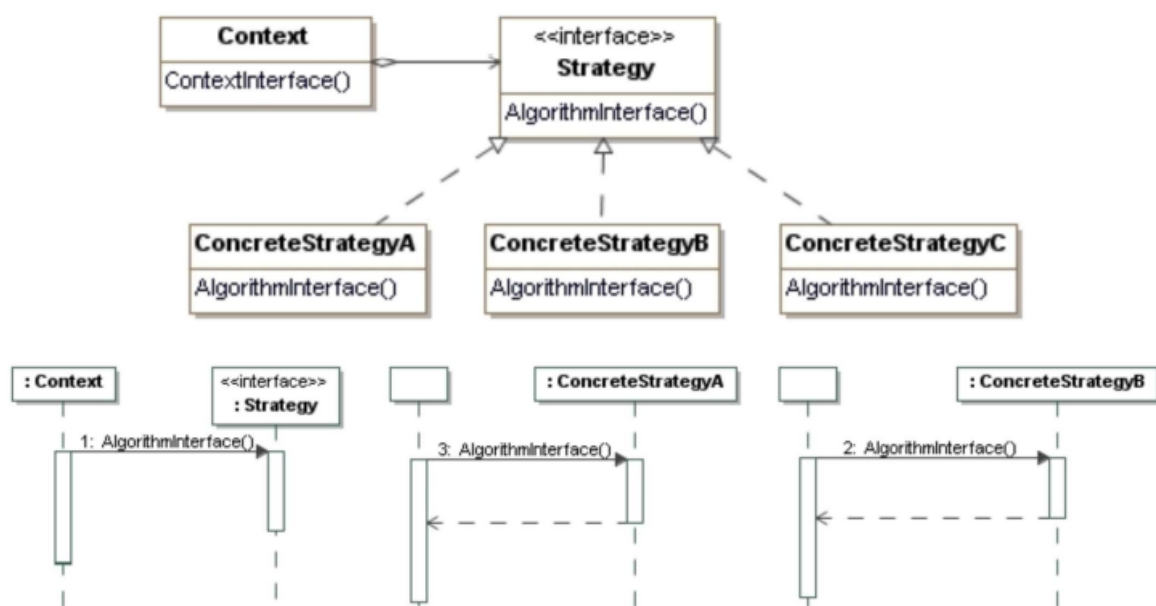 Context
ContextInterface()
<<interface>>
Strategy
AlgorithmInterface()
ConcreteStrategyA
AlgorithmInterface()
ConcreteStrategyB
AlgorithmInterface()
ConcreteStrategyC
AlgorithmInterface()
: Context
<<interface>>
: Strategy
1: AlgorithmInterface()
: ConcreteStrategyA
3: AlgorithmInterface()
: ConcreteStrategyB
2: AlgorithmInterface()